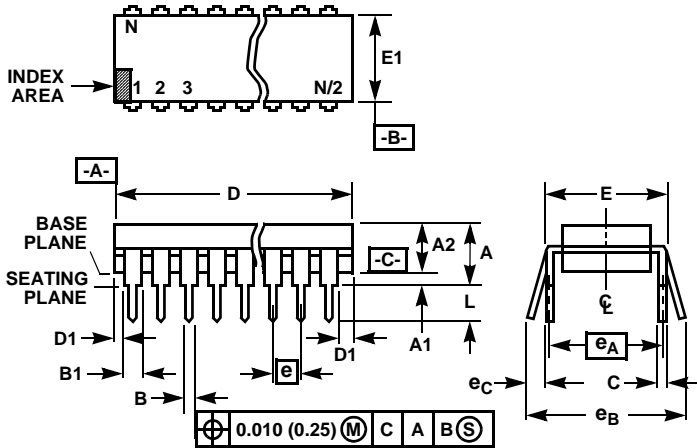 N
E1
INDEX
AREA
1 2 3 N/2
-B-
-A-
D
E
BASE
PLANE
A2
A
-C-
SEATING
PLANE
L
C
L
D1
A1
D1
eA
B1
e
eC
C
B
eB
0.010 (0.25) M C A B S